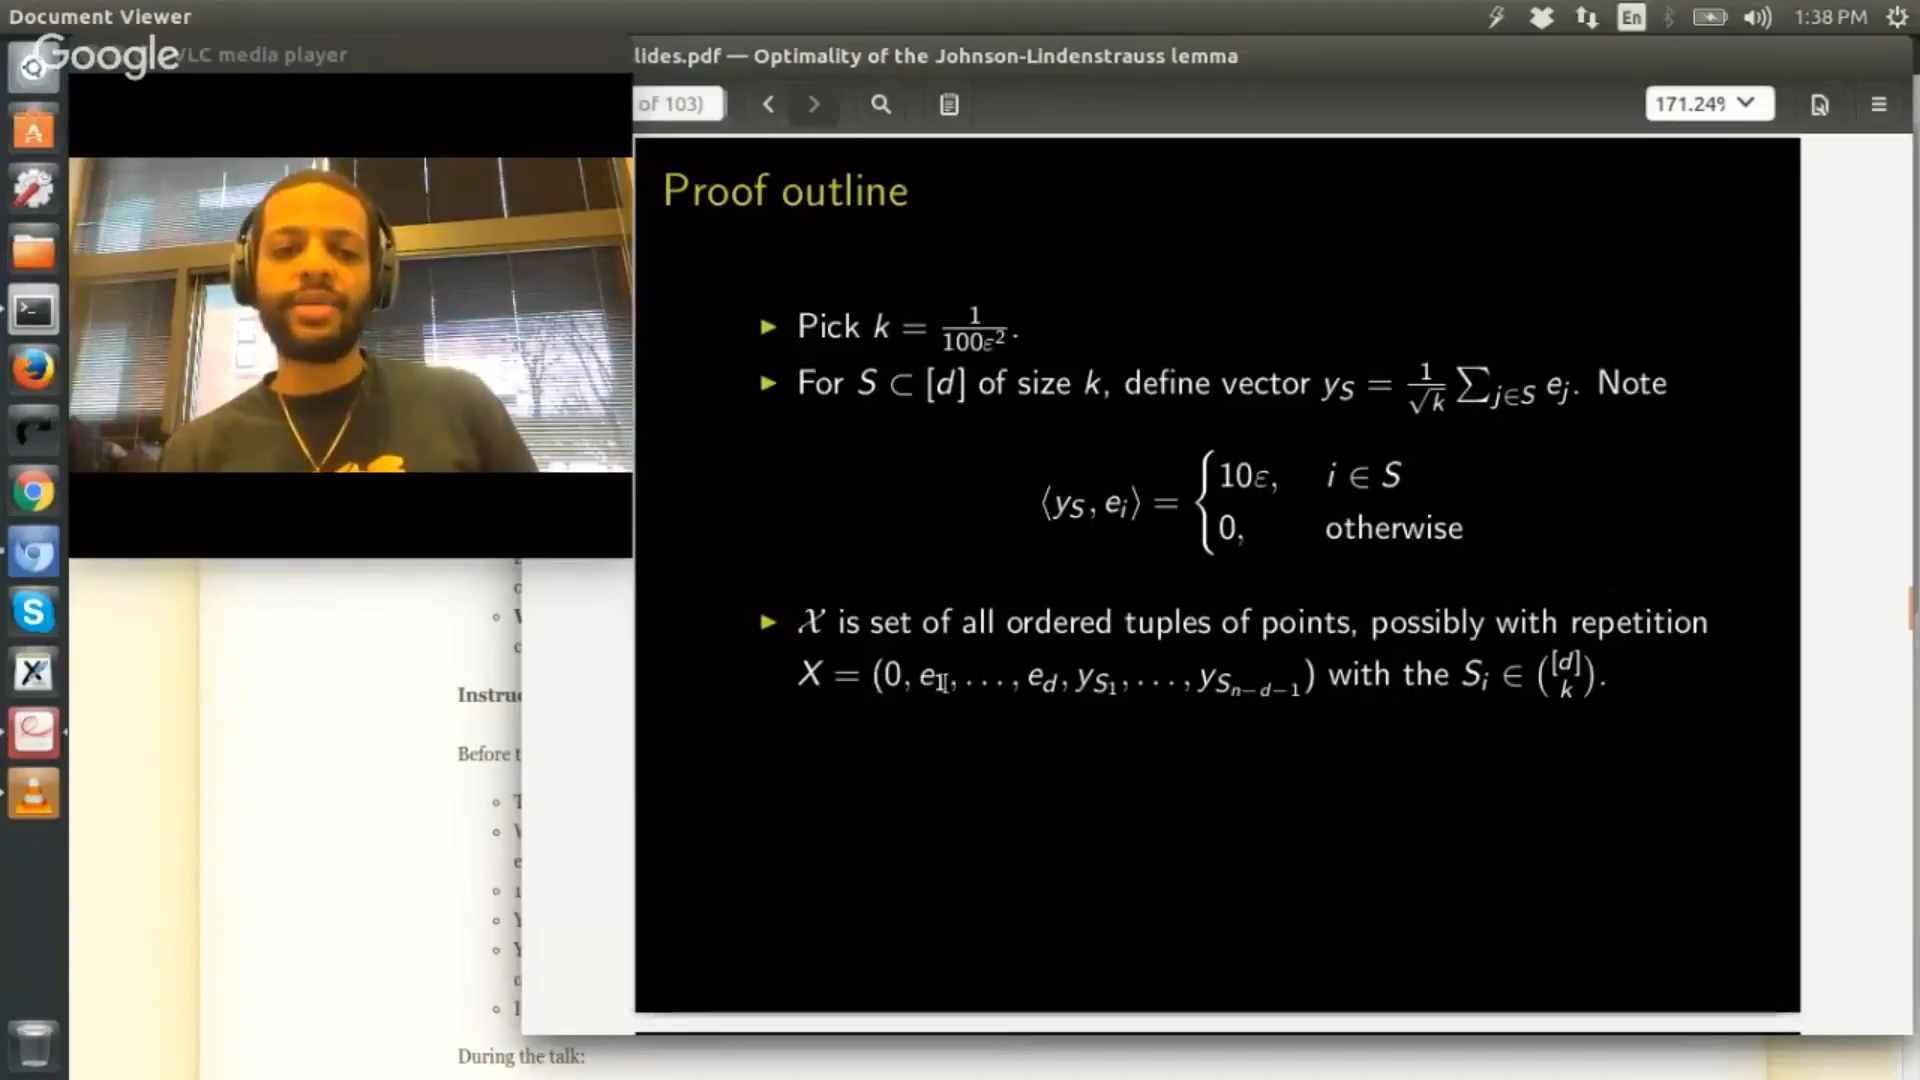 Document Viewer
En
1:38 PM
Google
VLC media player
lides.pdf — Optimality of the Johnson-Lindenstrauss lemma
of 103)
171.24%
Proof outline
► Pick k = 1/(100ε²).
► For S ⊂ [d] of size k, define vector y_S = 1/√k ∑_{j∈S} e_j. Note
⟨y_S, e_i⟩ = { 10ε, i ∈ S
0, otherwise
► 𝒳 is set of all ordered tuples of points, possibly with repetition
X = (0, e_1, . . . , e_d, y_{S_1}, . . . , y_{S_{n−d−1}}) with the S_i ∈ ([d] k).
Instru
Before t
During the talk: